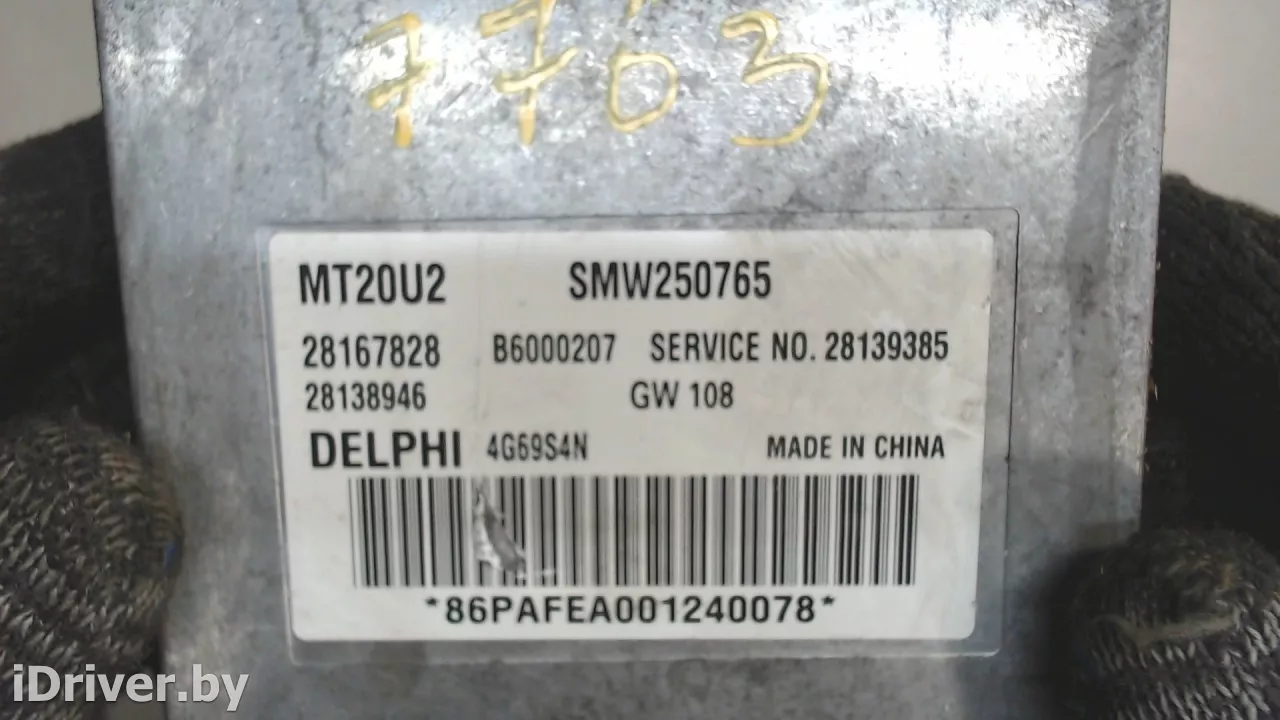 7763
MT20U2 SMW250765
28167828 B6000207 SERVICE NO. 28139385
28138946 GW 108
DELPHI 4G69S4N MADE IN CHINA
*86PAFEA001240078*
iDriver.by